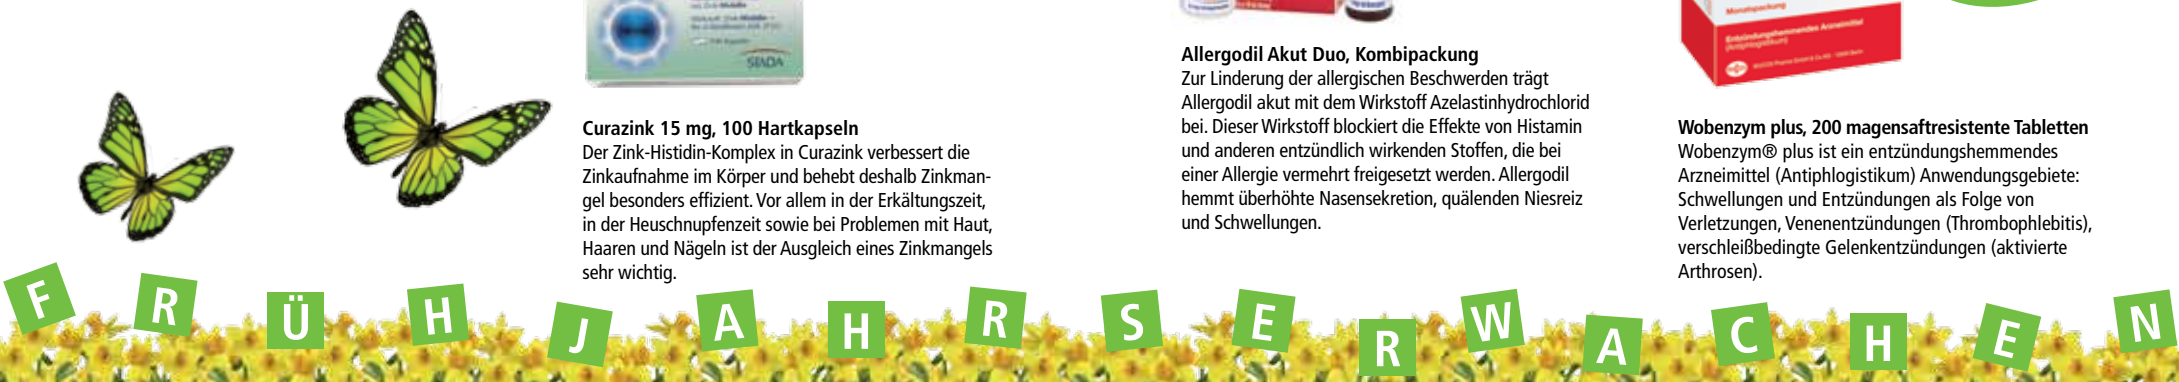 STADA
Curazink 15 mg, 100 Hartkapseln
Der Zink-Histidin-Komplex in Curazink verbessert die
Zinkaufnahme im Körper und behebt deshalb Zinkman-
gel besonders effizient. Vor allem in der Erkältungszeit,
in der Heuschnupfenzeit sowie bei Problemen mit Haut,
Haaren und Nägeln ist der Ausgleich eines Zinkmangels
sehr wichtig.
Allergodil Akut Duo, Kombipackung
Zur Linderung der allergischen Beschwerden trägt
Allergodil akut mit dem Wirkstoff Azelastinhydrochlorid
bei. Dieser Wirkstoff blockiert die Effekte von Histamin
und anderen entzündlich wirkenden Stoffen, die bei
einer Allergie vermehrt freigesetzt werden. Allergodil
hemmt überhöhte Nasensekretion, quälenden Niesreiz
und Schwellungen.
Monatspackung
Entzündungshemmendes Arzneimittel
(Antiphlogistikum)
Wobenzym plus, 200 magensaftresistente Tabletten
Wobenzym® plus ist ein entzündungshemmendes
Arzneimittel (Antiphlogistikum) Anwendungsgebiete:
Schwellungen und Entzündungen als Folge von
Verletzungen, Venenentzündungen (Thrombophlebitis),
verschleißbedingte Gelenkentzündungen (aktivierte
Arthrosen).
FRÜHJAHRSERWACHEN